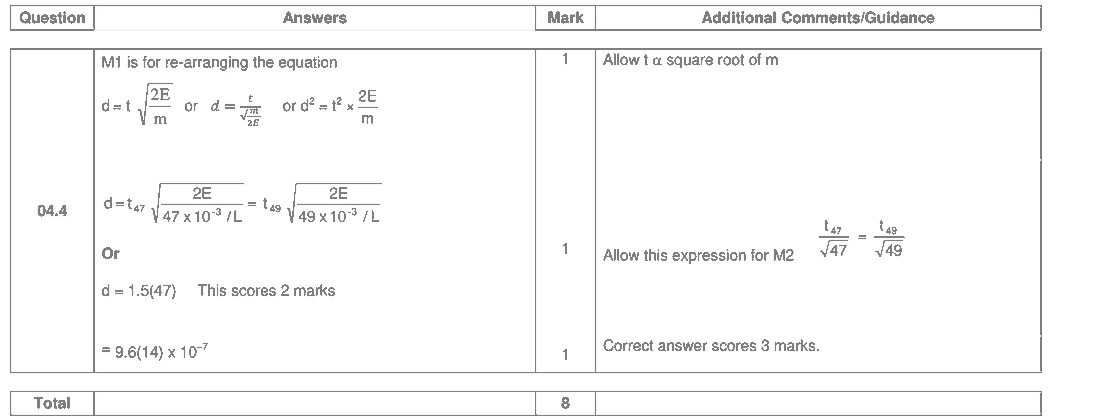 Question Answers Mark Additional Comments/Guidance
M1 is for re-arranging the equation 1 Allow t α square root of m
d = t √(2E/m) or d = t/√(m/2E) or d² = t² × 2E/m
d = t₄₇ √(2E / (47 x 10⁻³ / L)) = t₄₉ √(2E / (49 x 10⁻³ / L))
04.4
Or 1 Allow this expression for M2 t₄₇/√47 = t₄₉/√49
d = 1.5(47) This scores 2 marks
= 9.6(14) x 10⁻⁷ 1 Correct answer scores 3 marks.
Total 8